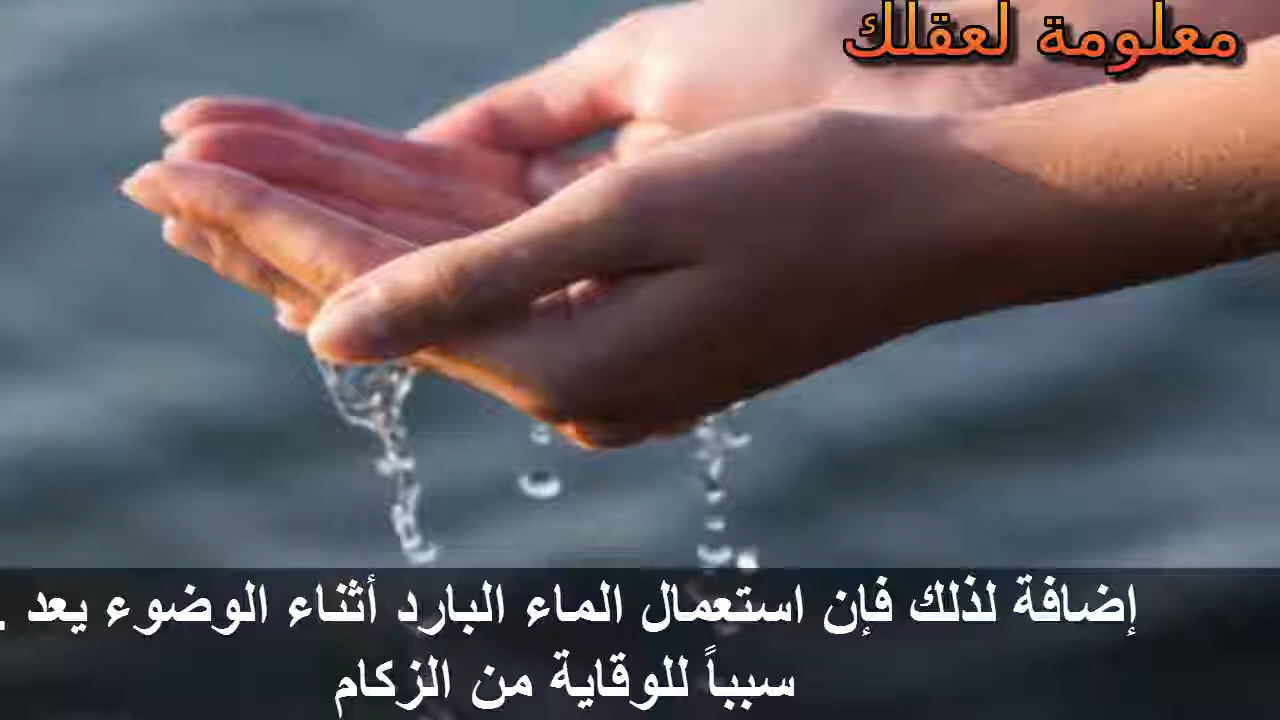 معلومة لعقلك
إضافة لذلك فإن استعمال الماء البارد أثناء الوضوء يعد .
سبباً للوقاية من الزكام